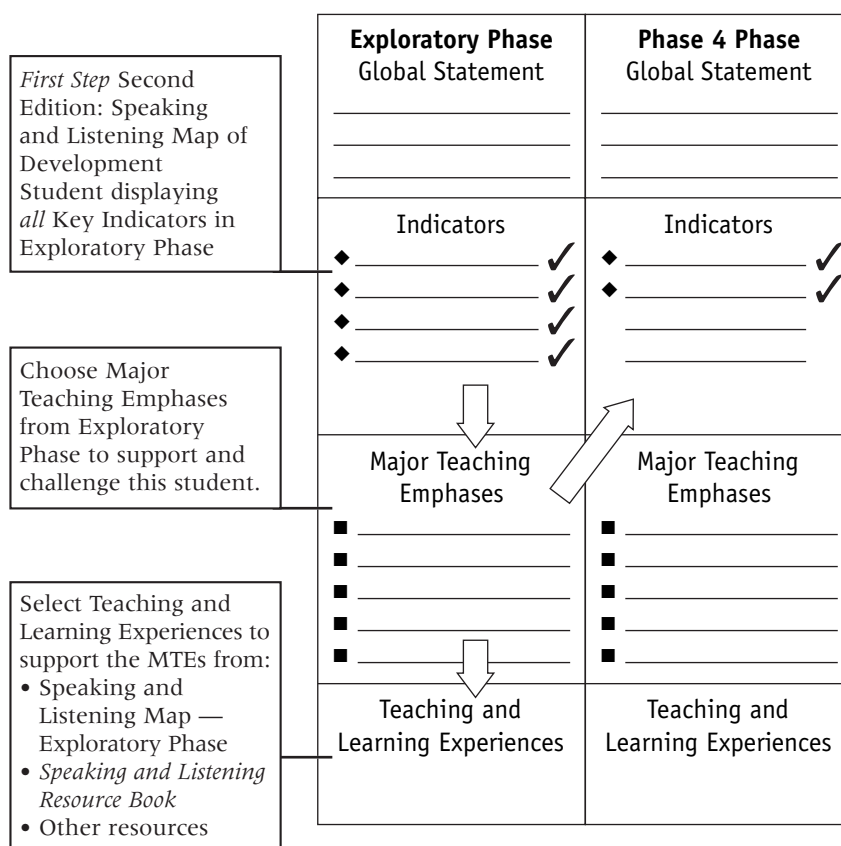 First Step Second
Edition: Speaking
and Listening Map of
Development
Student displaying
all Key Indicators in
Exploratory Phase
Choose Major
Teaching Emphases
from Exploratory
Phase to support and
challenge this student.
Select Teaching and
Learning Experiences to
support the MTEs from:
• Speaking and
Listening Map —
Exploratory Phase
• Speaking and Listening
Resource Book
• Other resources
Exploratory Phase
Global Statement
Indicators
Major Teaching
Emphases
Teaching and
Learning Experiences
Phase 4 Phase
Global Statement
Indicators
Major Teaching
Emphases
Teaching and
Learning Experiences